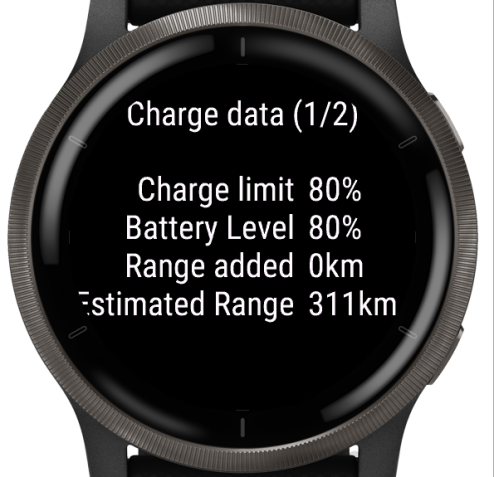 Charge data (1/2)
Charge limit 80%
Battery Level 80%
Range added 0km
Estimated Range 311km